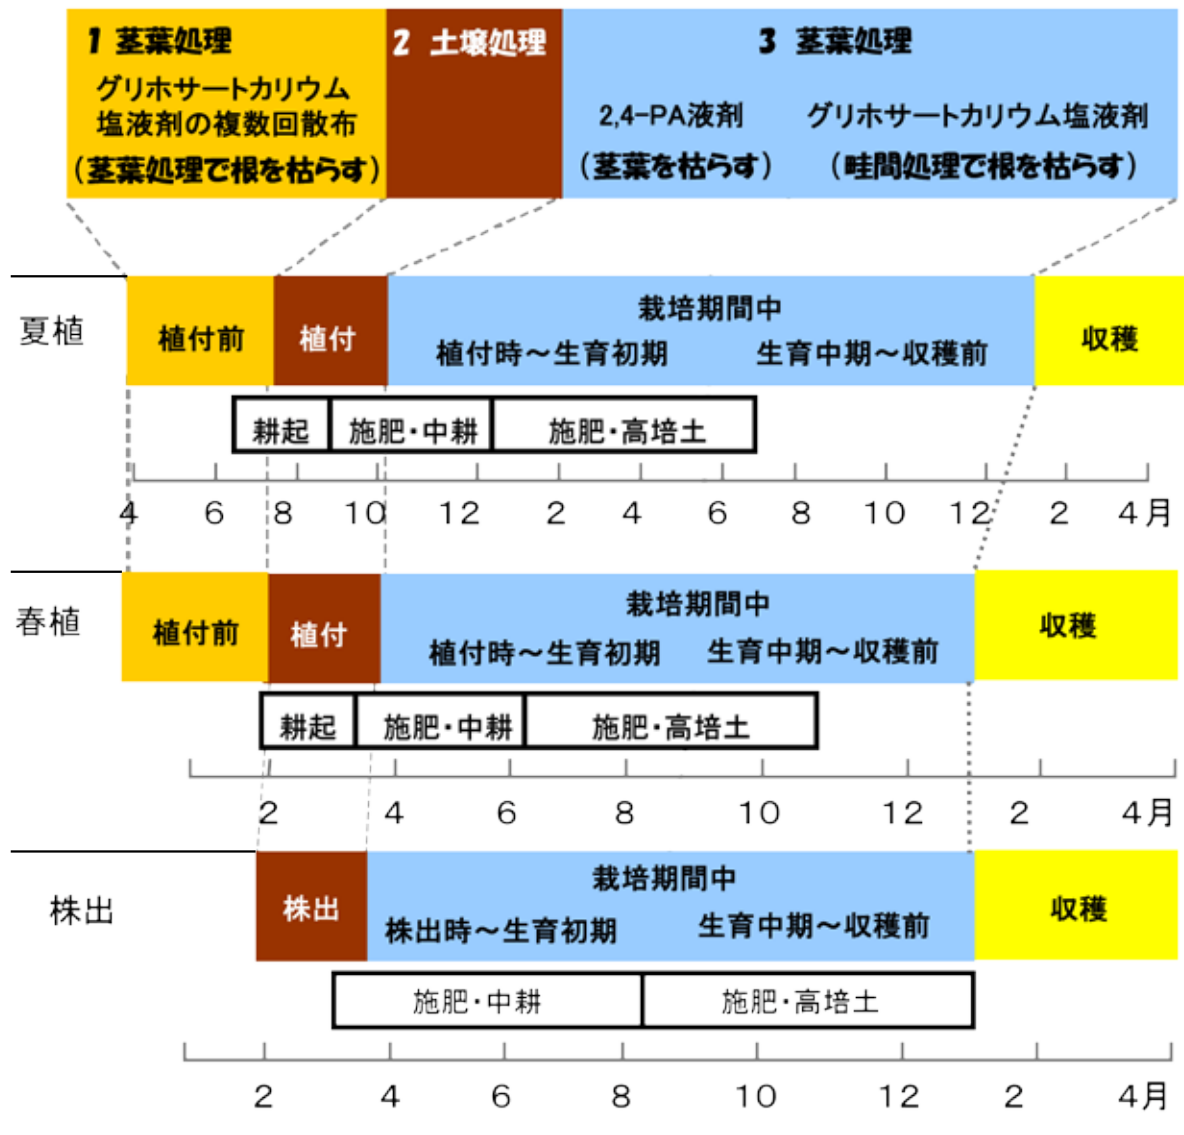 1 茎葉処理
グリホサートカリウム
塩液剤の複数回散布
(茎葉処理で根を枯らす)
2 土壌処理
3 茎葉処理
2,4-PA液剤
(茎葉を枯らす)
グリホサートカリウム塩液剤
(畦間処理で根を枯らす)
夏植
植付前
植付
栽培期間中
植付時～生育初期
生育中期～収穫前
収穫
耕起
施肥・中耕
施肥・高培土
4 6 8 10 12 2 4 6 8 10 12 2 4月
春植
植付前
植付
栽培期間中
植付時～生育初期
生育中期～収穫前
収穫
耕起
施肥・中耕
施肥・高培土
2 4 6 8 10 12 2 4月
株出
株出
栽培期間中
株出時～生育初期
生育中期～収穫前
収穫
施肥・中耕
施肥・高培土
2 4 6 8 10 12 2 4月